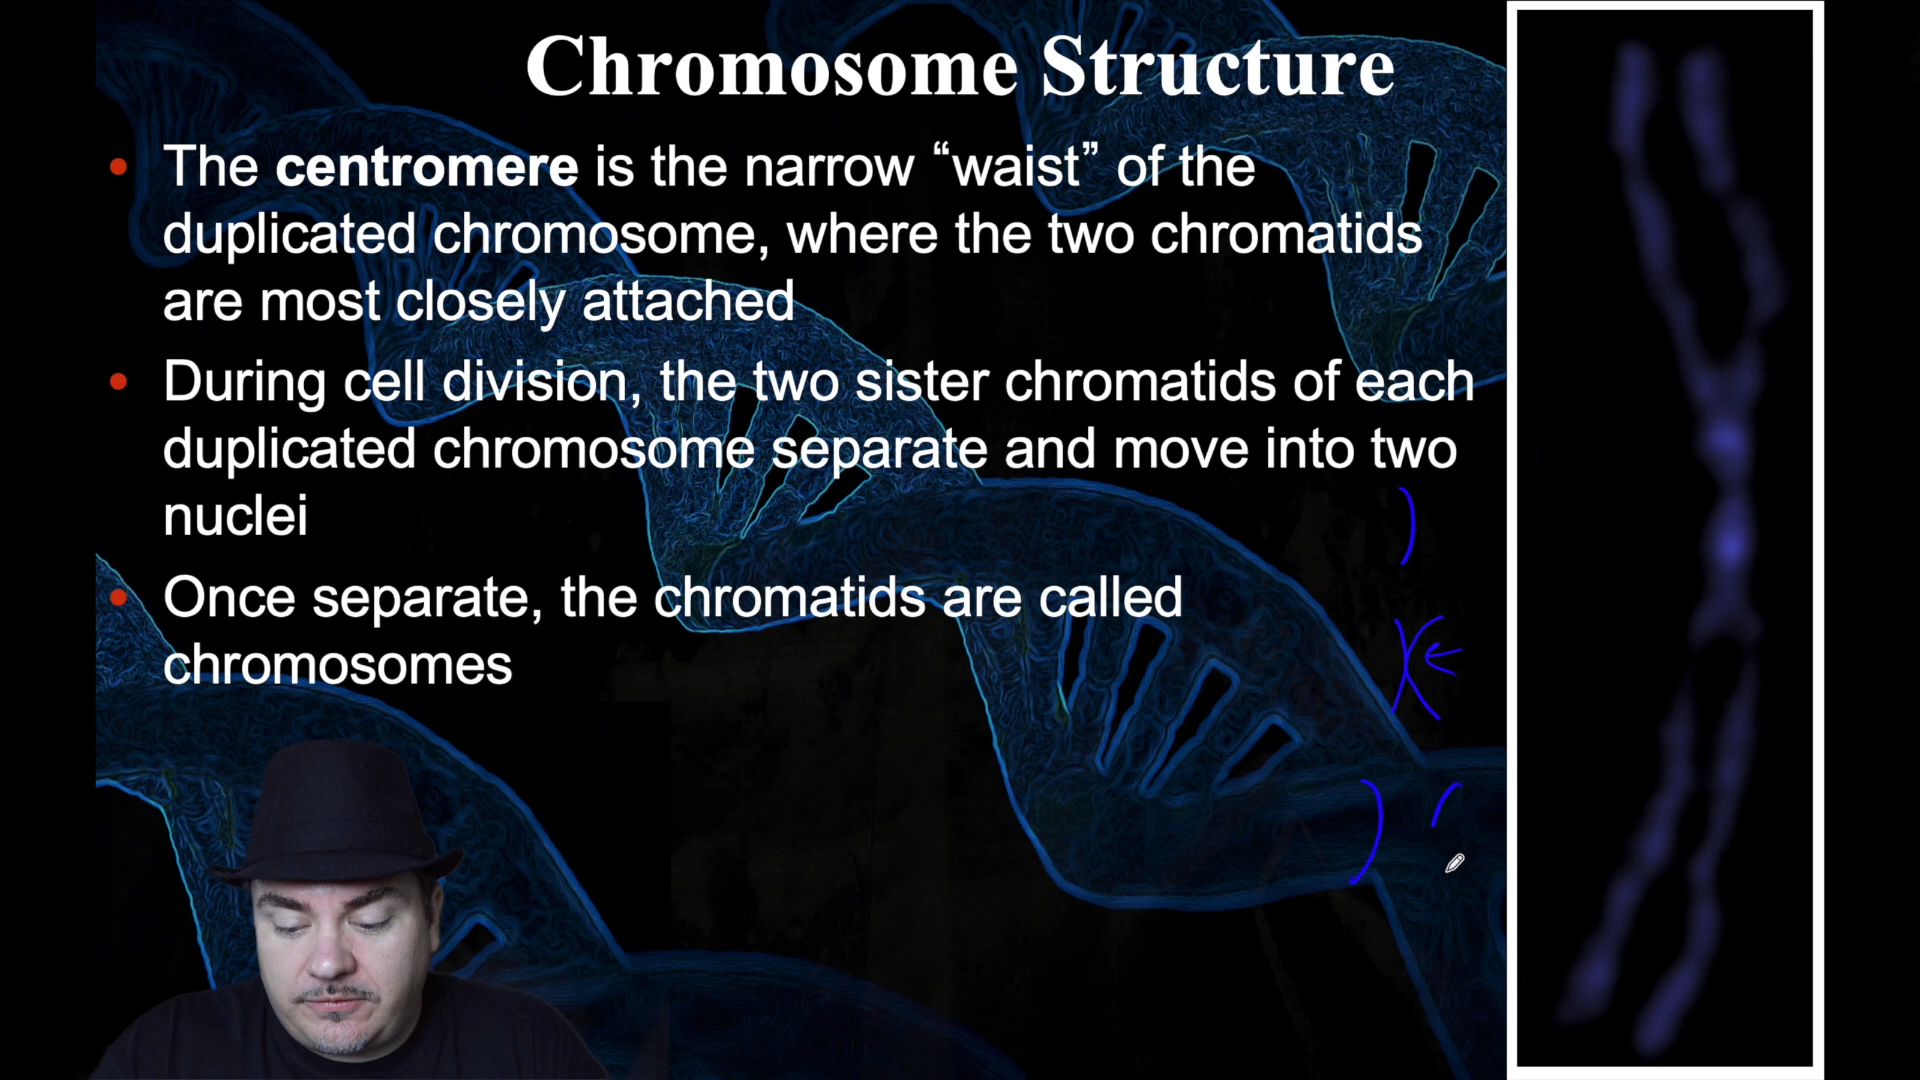 Chromosome Structure
• The centromere is the narrow “waist” of the
duplicated chromosome, where the two chromatids
are most closely attached
• During cell division, the two sister chromatids of each
duplicated chromosome separate and move into two
nuclei
• Once separate, the chromatids are called
chromosomes